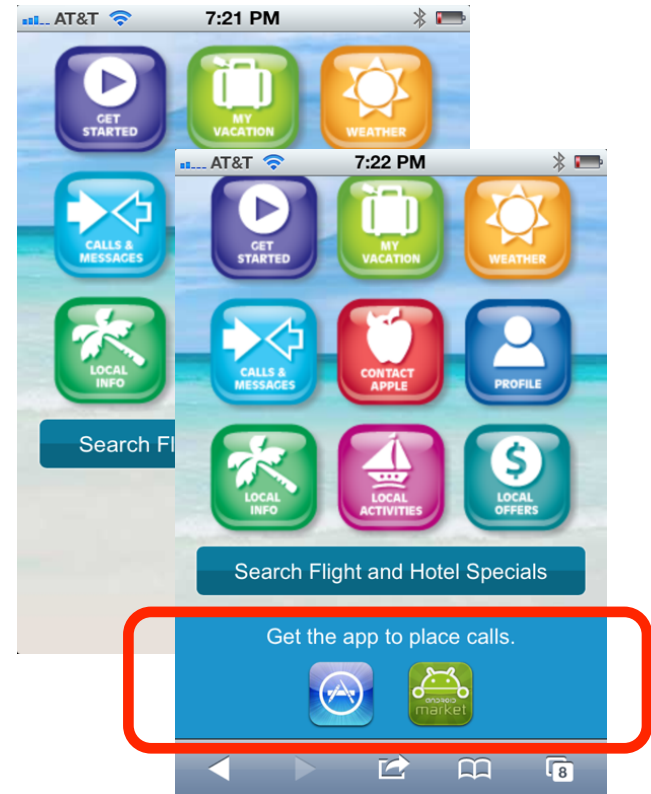 AT&T 7:21 PM
GET
STARTED
MY
VACATION
WEATHER
CALLS &
MESSAGES
LOCAL
INFO
Search Fl
AT&T 7:22 PM
GET
STARTED
MY
VACATION
WEATHER
CALLS &
MESSAGES
CONTACT
APPLE
PROFILE
LOCAL
INFO
LOCAL
ACTIVITIES
$
LOCAL
OFFERS
Search Flight and Hotel Specials
Get the app to place calls.
android
market
8